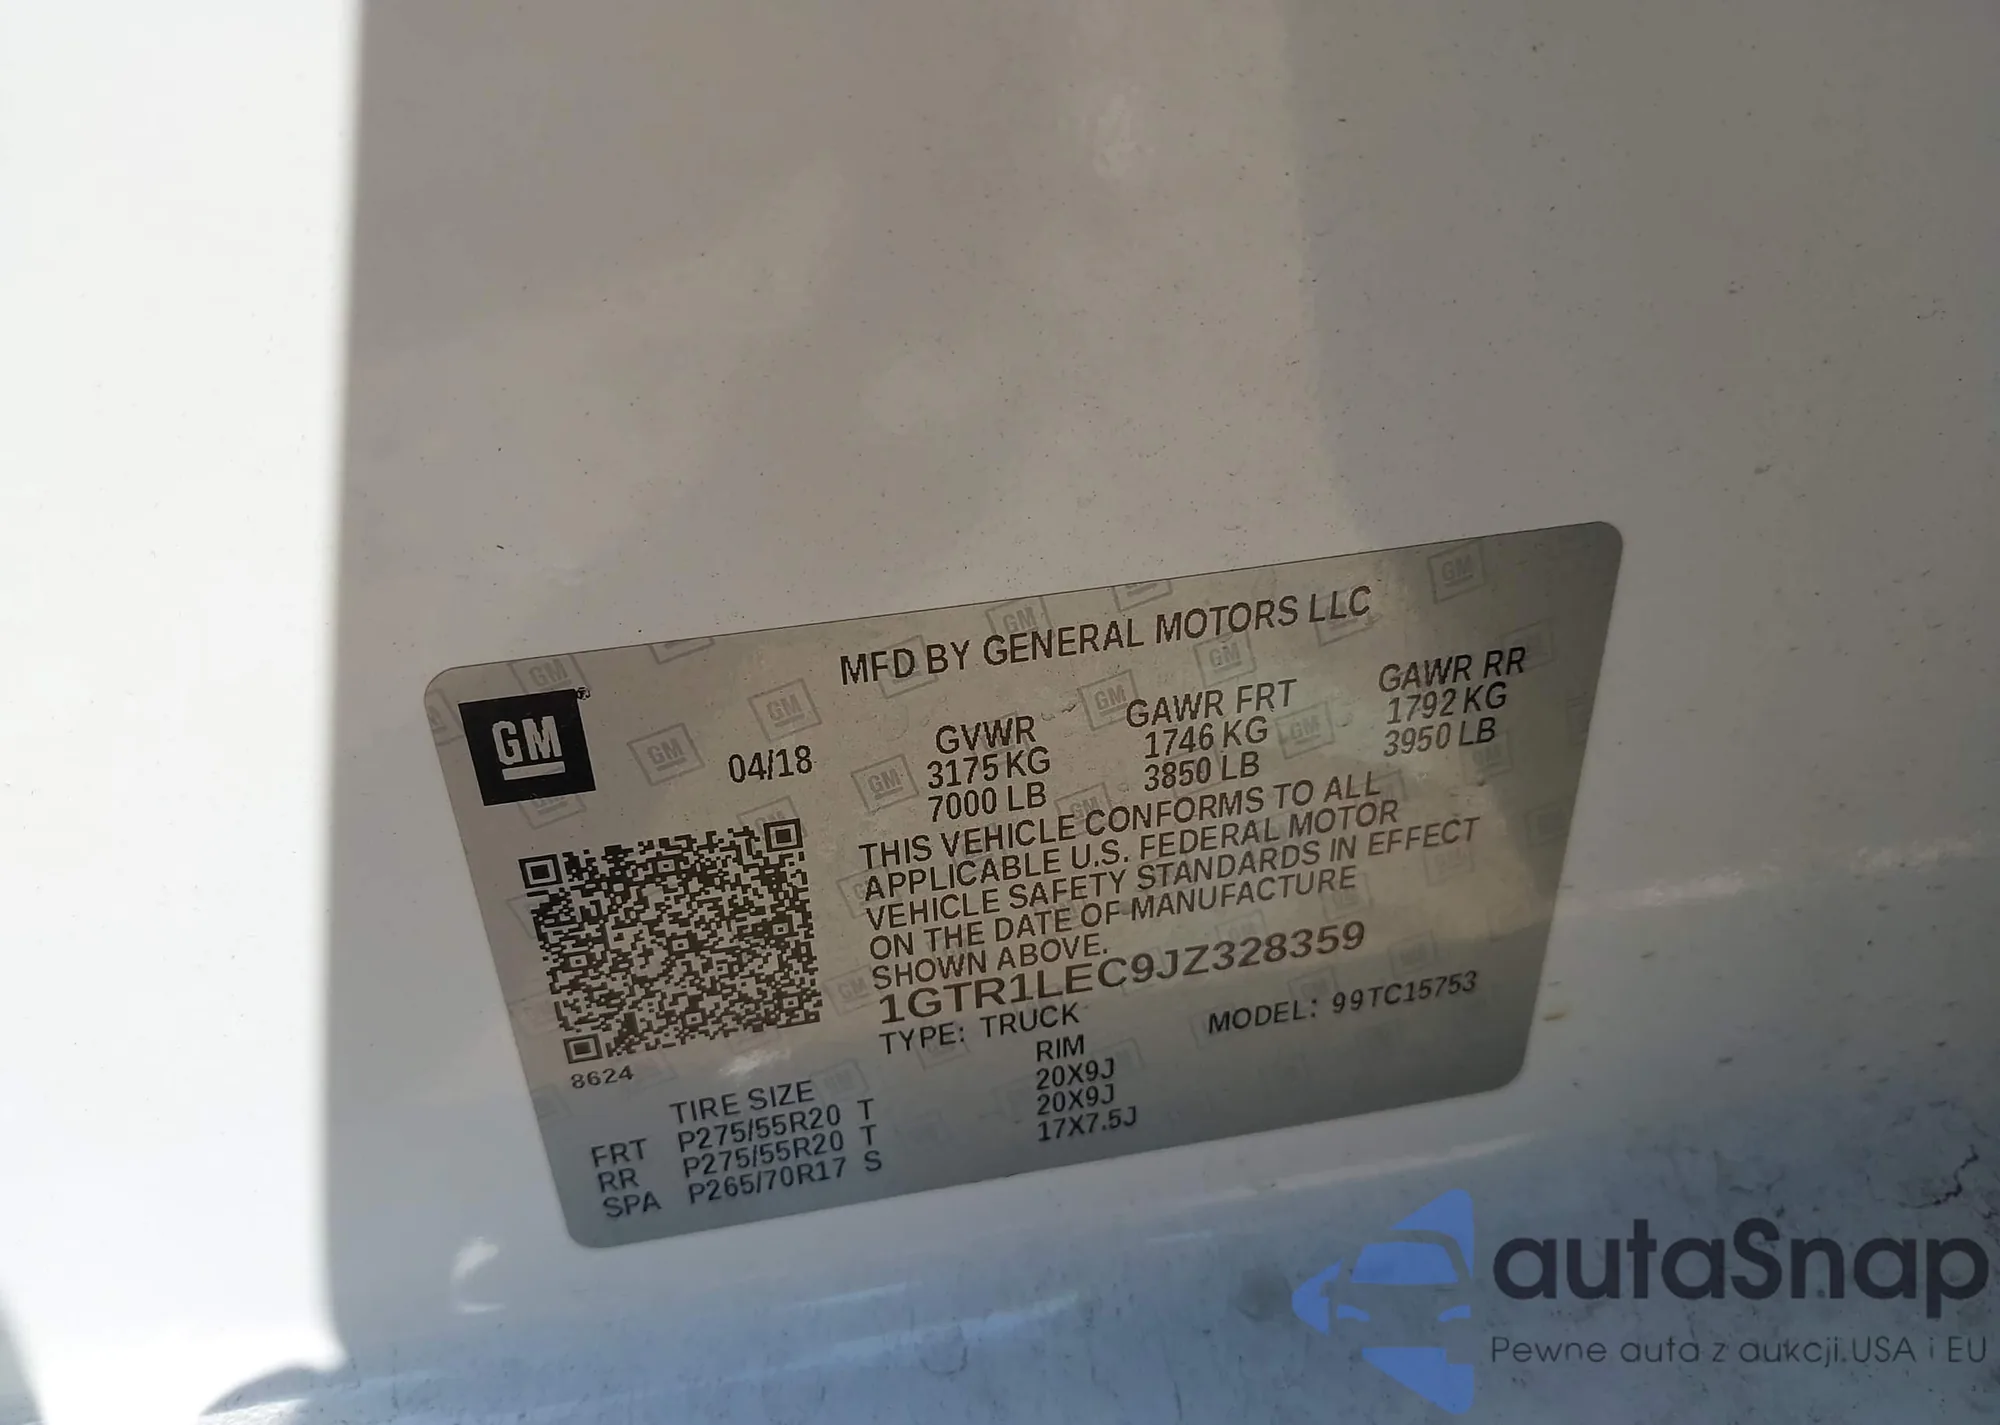 MFD BY GENERAL MOTORS LLC
GM
04/18
GVWR
3175 KG
7000 LB
GAWR FRT
1746 KG
3850 LB
GAWR RR
1792 KG
3950 LB
THIS VEHICLE CONFORMS TO ALL
APPLICABLE U.S. FEDERAL MOTOR
VEHICLE SAFETY STANDARDS IN EFFECT
ON THE DATE OF MANUFACTURE
SHOWN ABOVE.
1GTR1LEC9JZ328359
TYPE: TRUCK
MODEL: 99TC15753
8624
TIRE SIZE RIM
FRT P275/55R20 T 20X9J
RR P275/55R20 T 20X9J
SPA P265/70R17 S 17X7.5J
autaSnap
Pewne auta z aukcji USA i EU